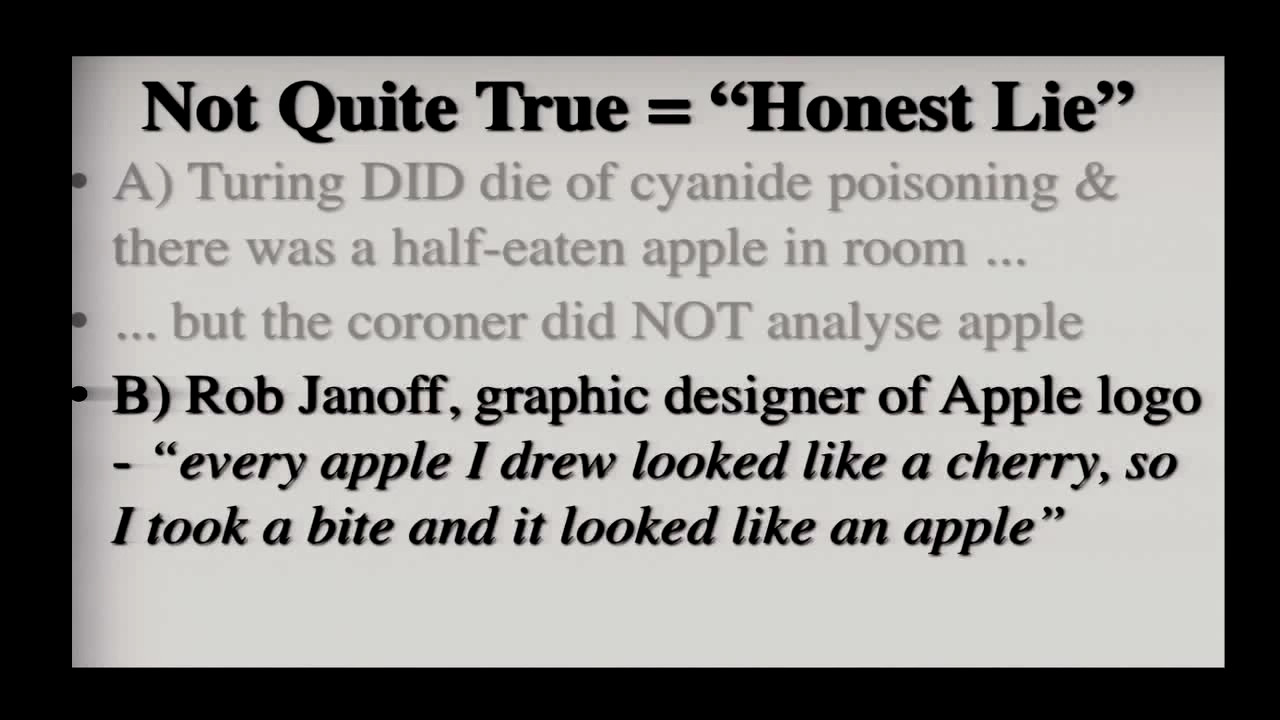 Not Quite True = “Honest Lie”
• A) Turing DID die of cyanide poisoning &
there was a half-eaten apple in room ...
• ... but the coroner did NOT analyse apple
• B) Rob Janoff, graphic designer of Apple logo
- “every apple I drew looked like a cherry, so
I took a bite and it looked like an apple”